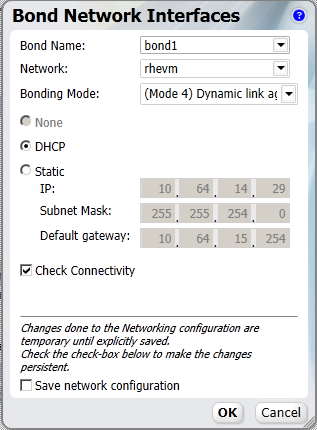 Bond Network Interfaces ?
Bond Name: bond1
Network: rhevm
Bonding Mode: (Mode 4) Dynamic link ag
None
DHCP
Static
IP: 10 . 64 . 14 . 29
Subnet Mask: 255 . 255 . 254 . 0
Default gateway: 10 . 64 . 15 . 254
Check Connectivity
Changes done to the Networking configuration are
temporary until explicitly saved.
Check the check-box below to make the changes
persistent.
Save network configuration
OK Cancel